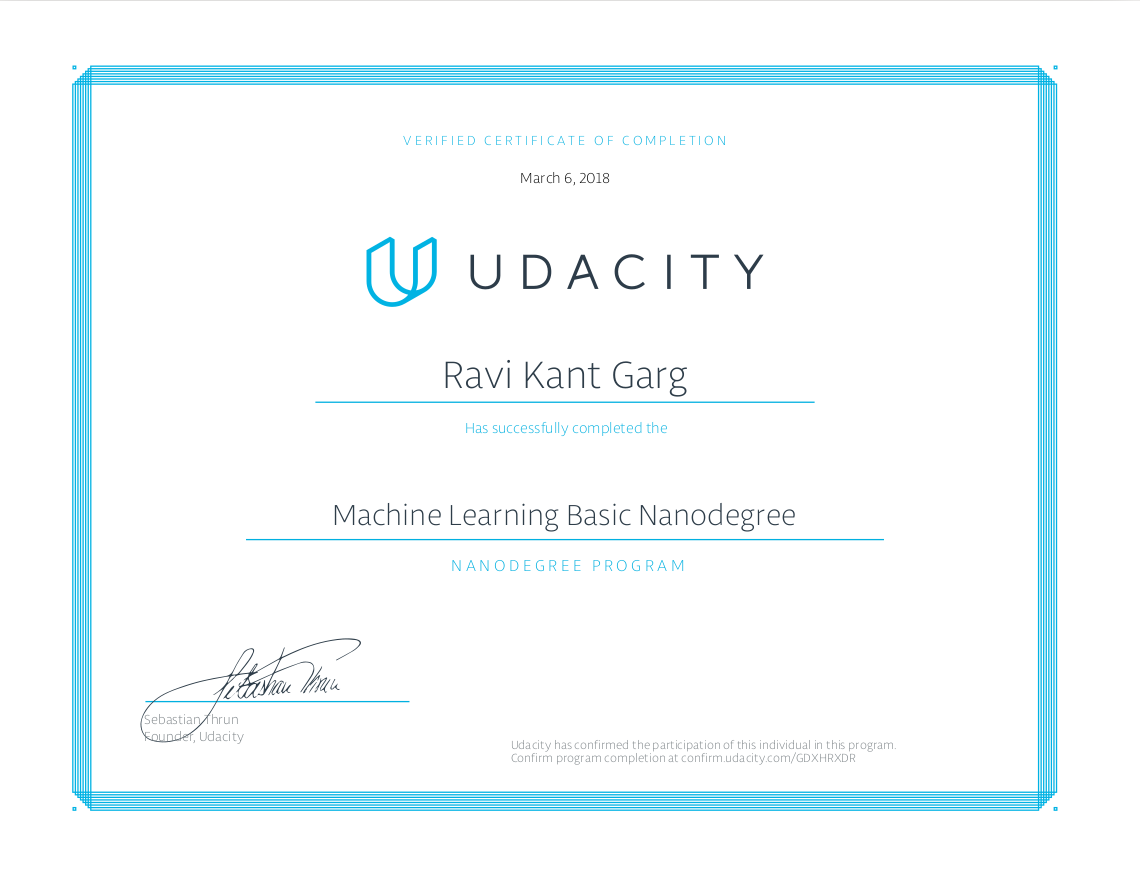 VERIFIED CERTIFICATE OF COMPLETION
March 6, 2018
UDACITY
Ravi Kant Garg
Has successfully completed the
Machine Learning Basic Nanodegree
NANODEGREE PROGRAM
Sebastian Thrun
Sebastian Thrun
Founder, Udacity
Udacity has confirmed the participation of this individual in this program.
Confirm program completion at confirm.udacity.com/GDXHRXDR